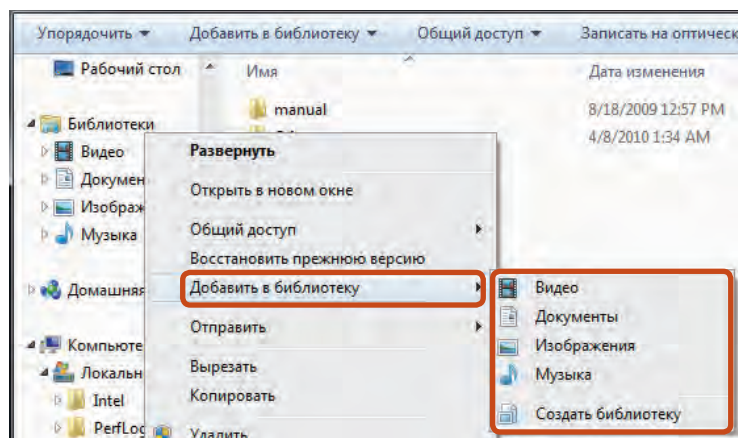 Упорядочить Добавить в библиотеку Общий доступ Записать на
Рабочий стол
Имя Дата изменения
manual 8/18/2009 12:57 PM
4/8/2010 1:34 AM
Библиотеки
Видео
Докумен
Изображ
Музыка
Домашняя
Компьюте
Локальн
Intel
PerfLog
Развернуть
Открыть в новом окне
Общий доступ
Восстановить прежнюю версию
Добавить в библиотеку
Отправить
Вырезать
Копировать
Удалить
Видео
Документы
Изображения
Музыка
Создать библиотеку